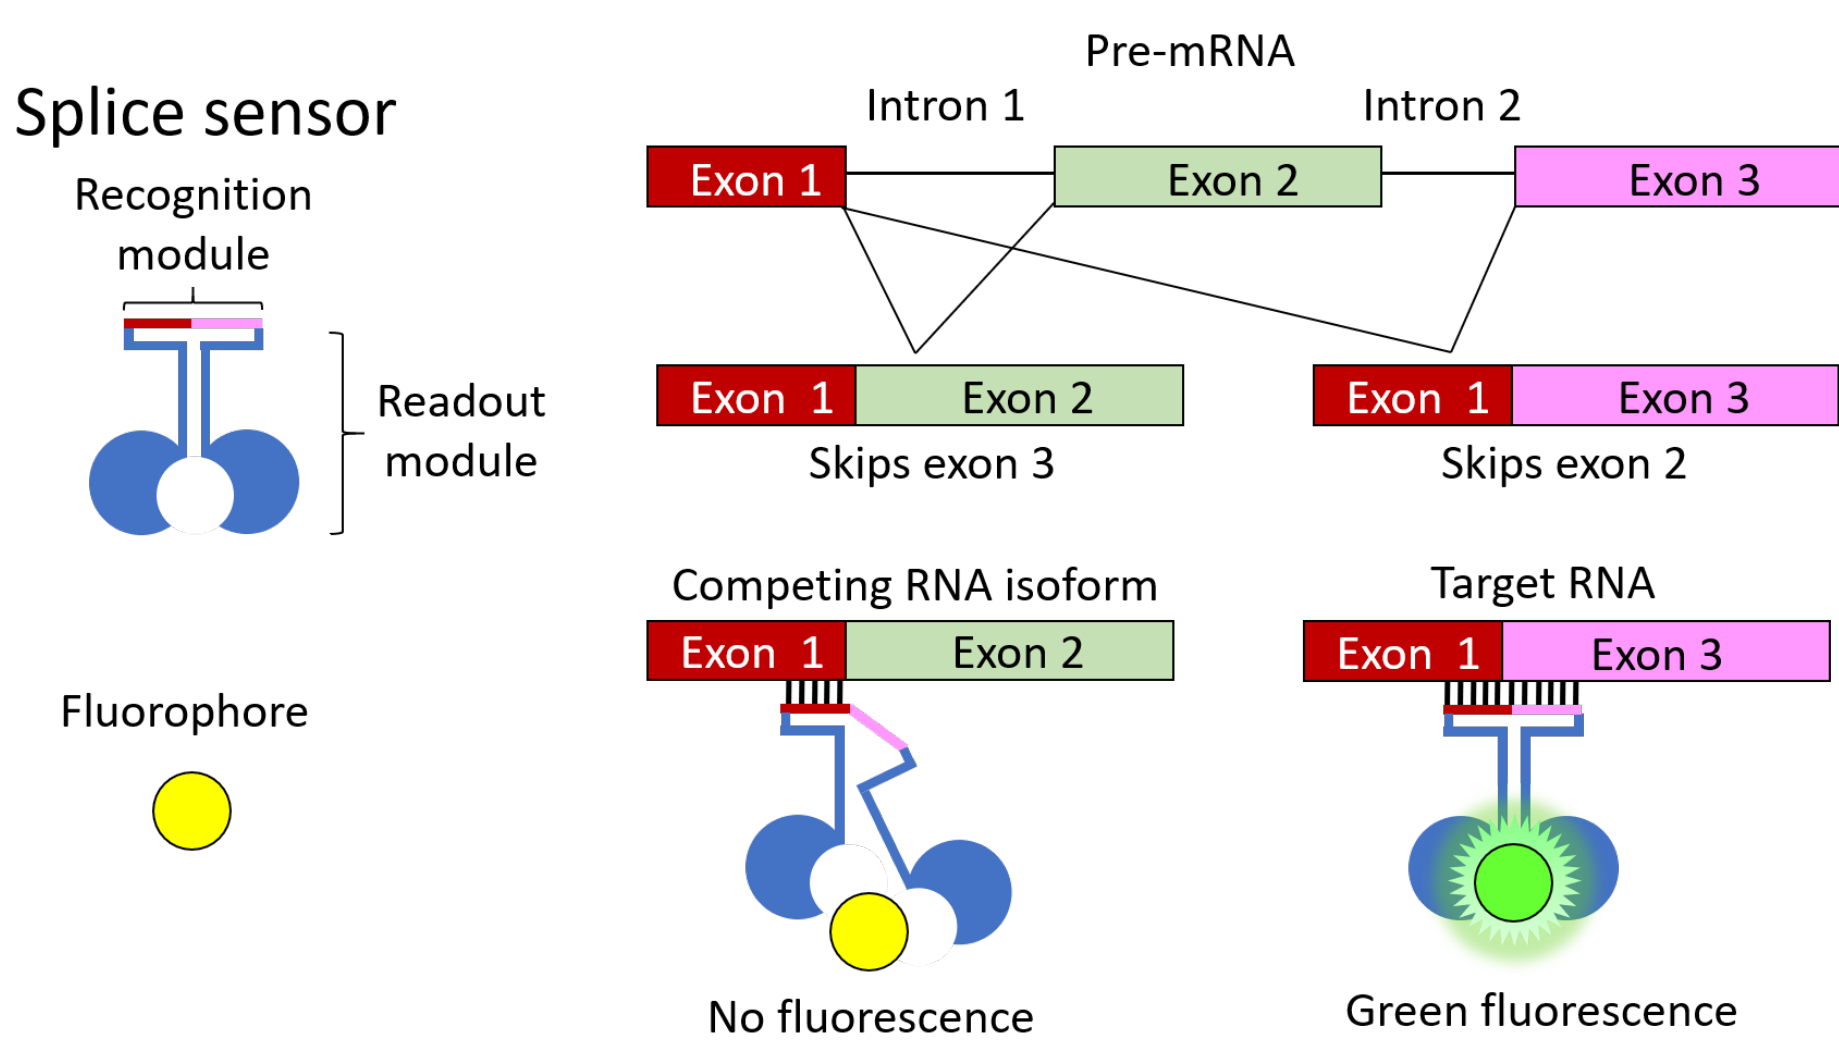 Splice sensor
Recognition
module
Readout
module
Fluorophore
Pre-mRNA
Intron 1
Intron 2
Exon 1
Exon 2
Exon 3
Exon 1
Exon 2
Skips exon 3
Exon 1
Exon 3
Skips exon 2
Competing RNA isoform
Exon 1
Exon 2
No fluorescence
Target RNA
Exon 1
Exon 3
Green fluorescence